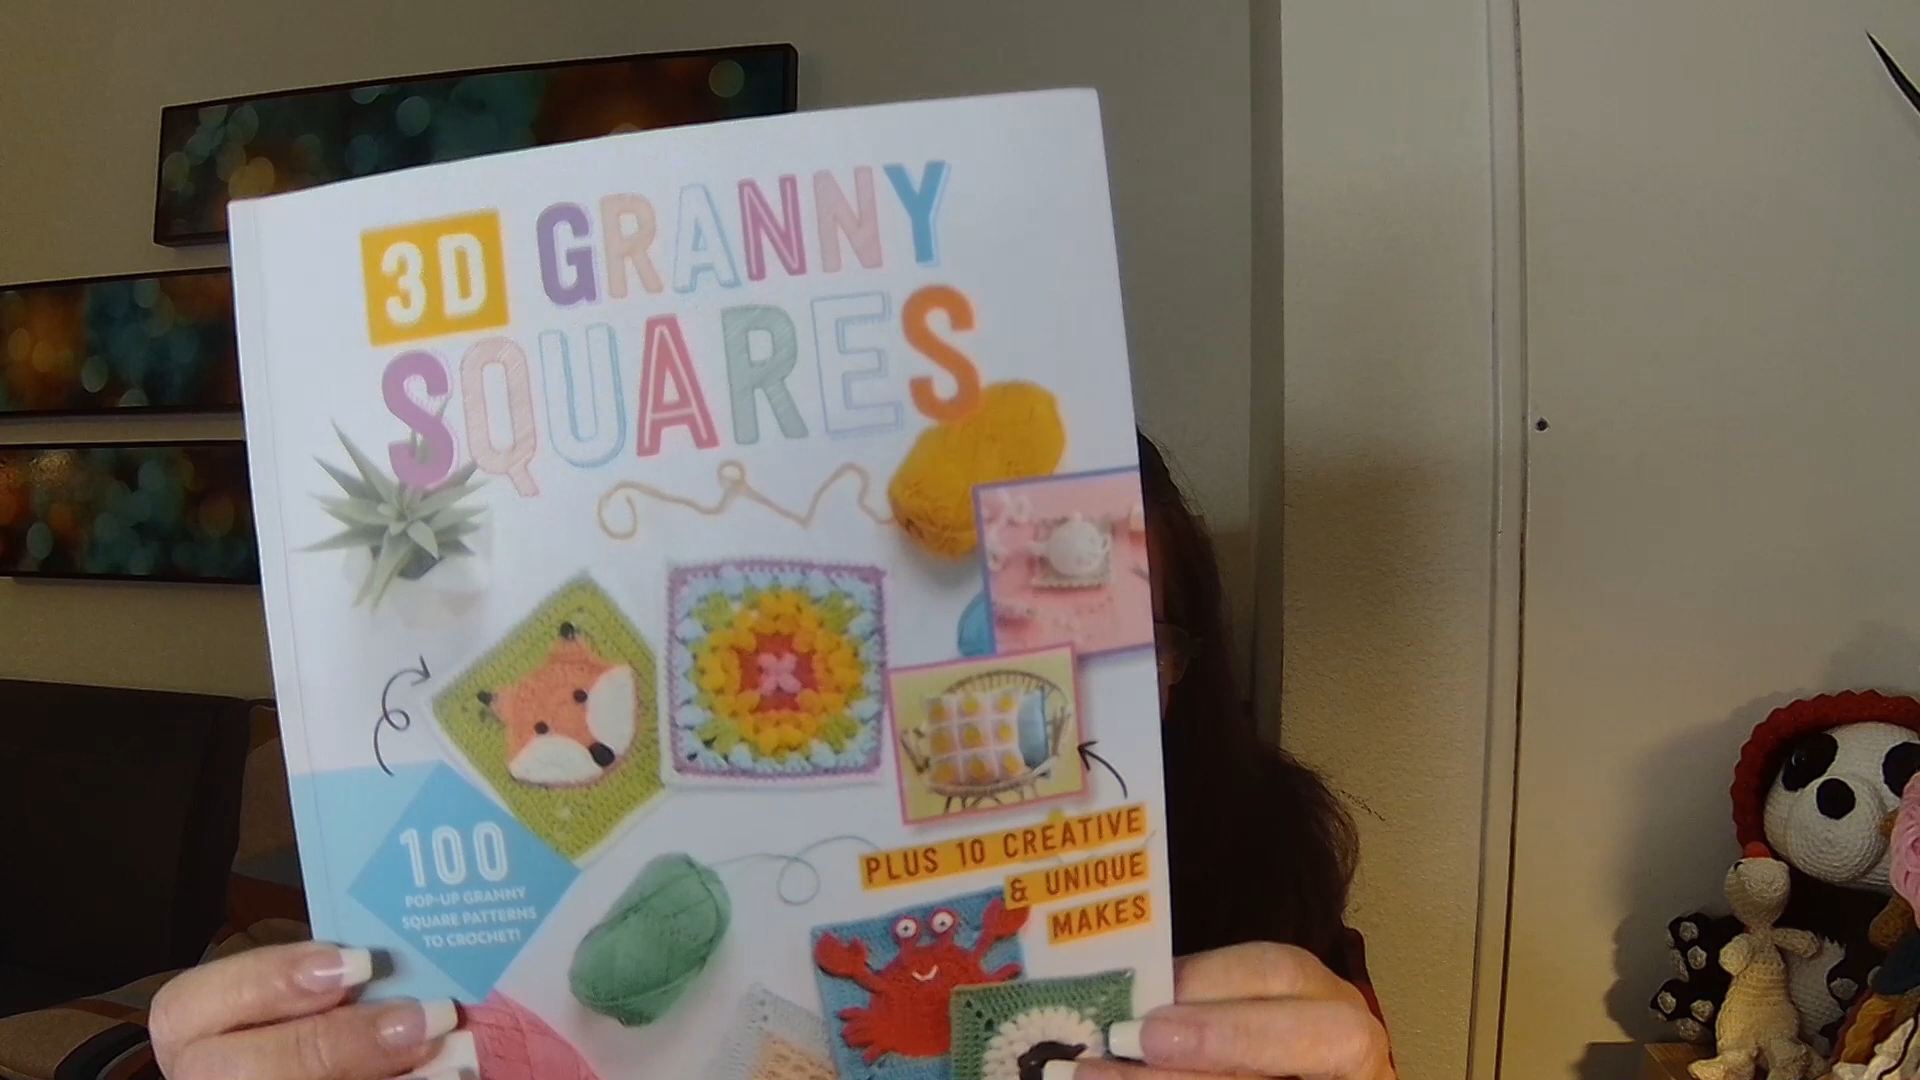 3D GRANNY
SQUARES
100
POP-UP GRANNY
SQUARE PATTERNS
TO CROCHET!
PLUS 10 CREATIVE
& UNIQUE
MAKES